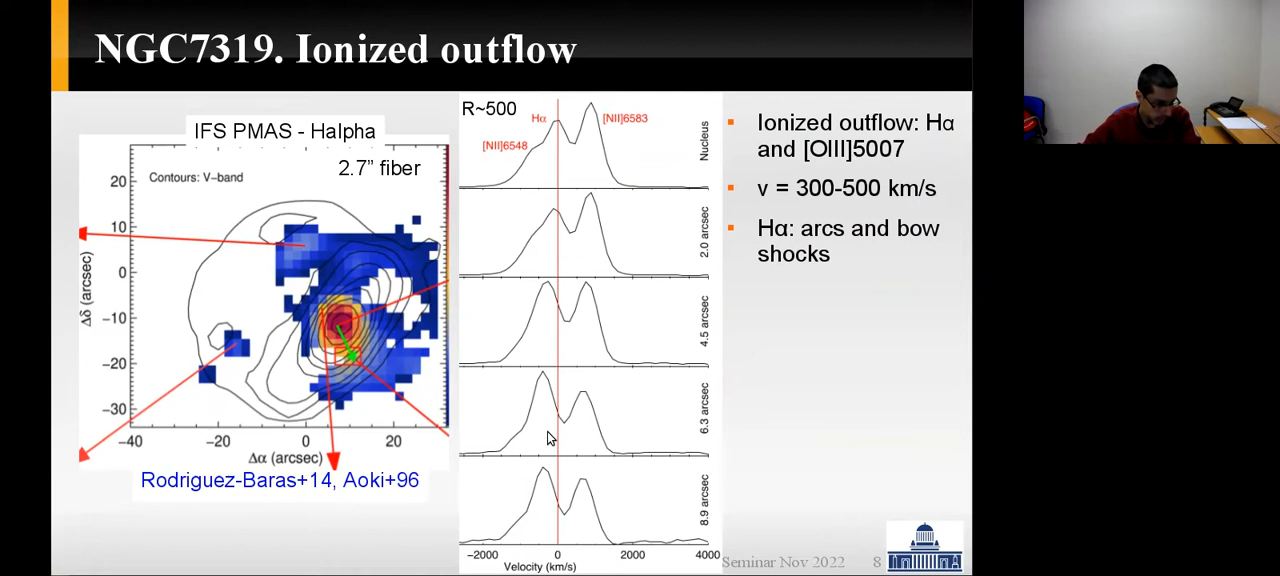 NGC7319. Ionized outflow
IFS PMAS - Halpha
2.7” fiber
Contours: V-band
20
10
0
−10
−20
−30
Δδ (arcsec)
−40
−20
0
20
Δα (arcsec)
Rodriguez-Baras+14, Aoki+96
R~500
Hα
[NII]6583
[NII]6548
Nucleus
2.0 arcsec
4.5 arcsec
6.3 arcsec
8.9 arcsec
−2000
0
2000
4000
Velocity (km/s)
Ionized outflow: Hα
and [OIII]5007
v = 300-500 km/s
Hα: arcs and bow
shocks
Seminar Nov 2022
8